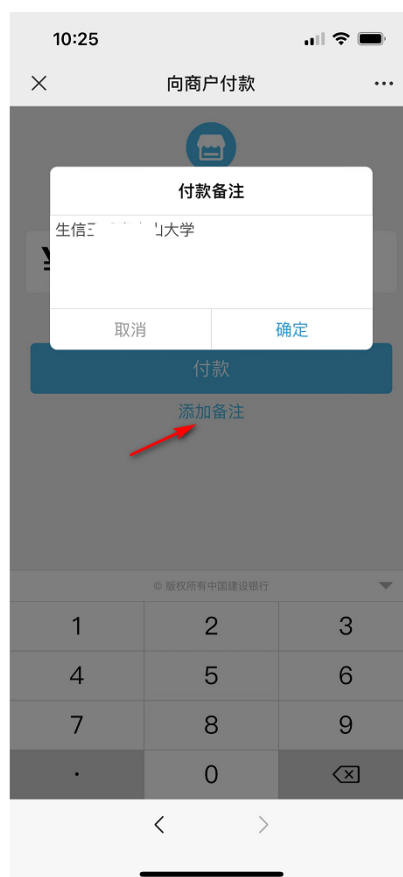 10:25
向商户付款
付款备注
生信 大学
¥
取消 确定
付款
添加备注
© 版权所有中国建设银行
1 2 3
4 5 6
7 8 9
. 0